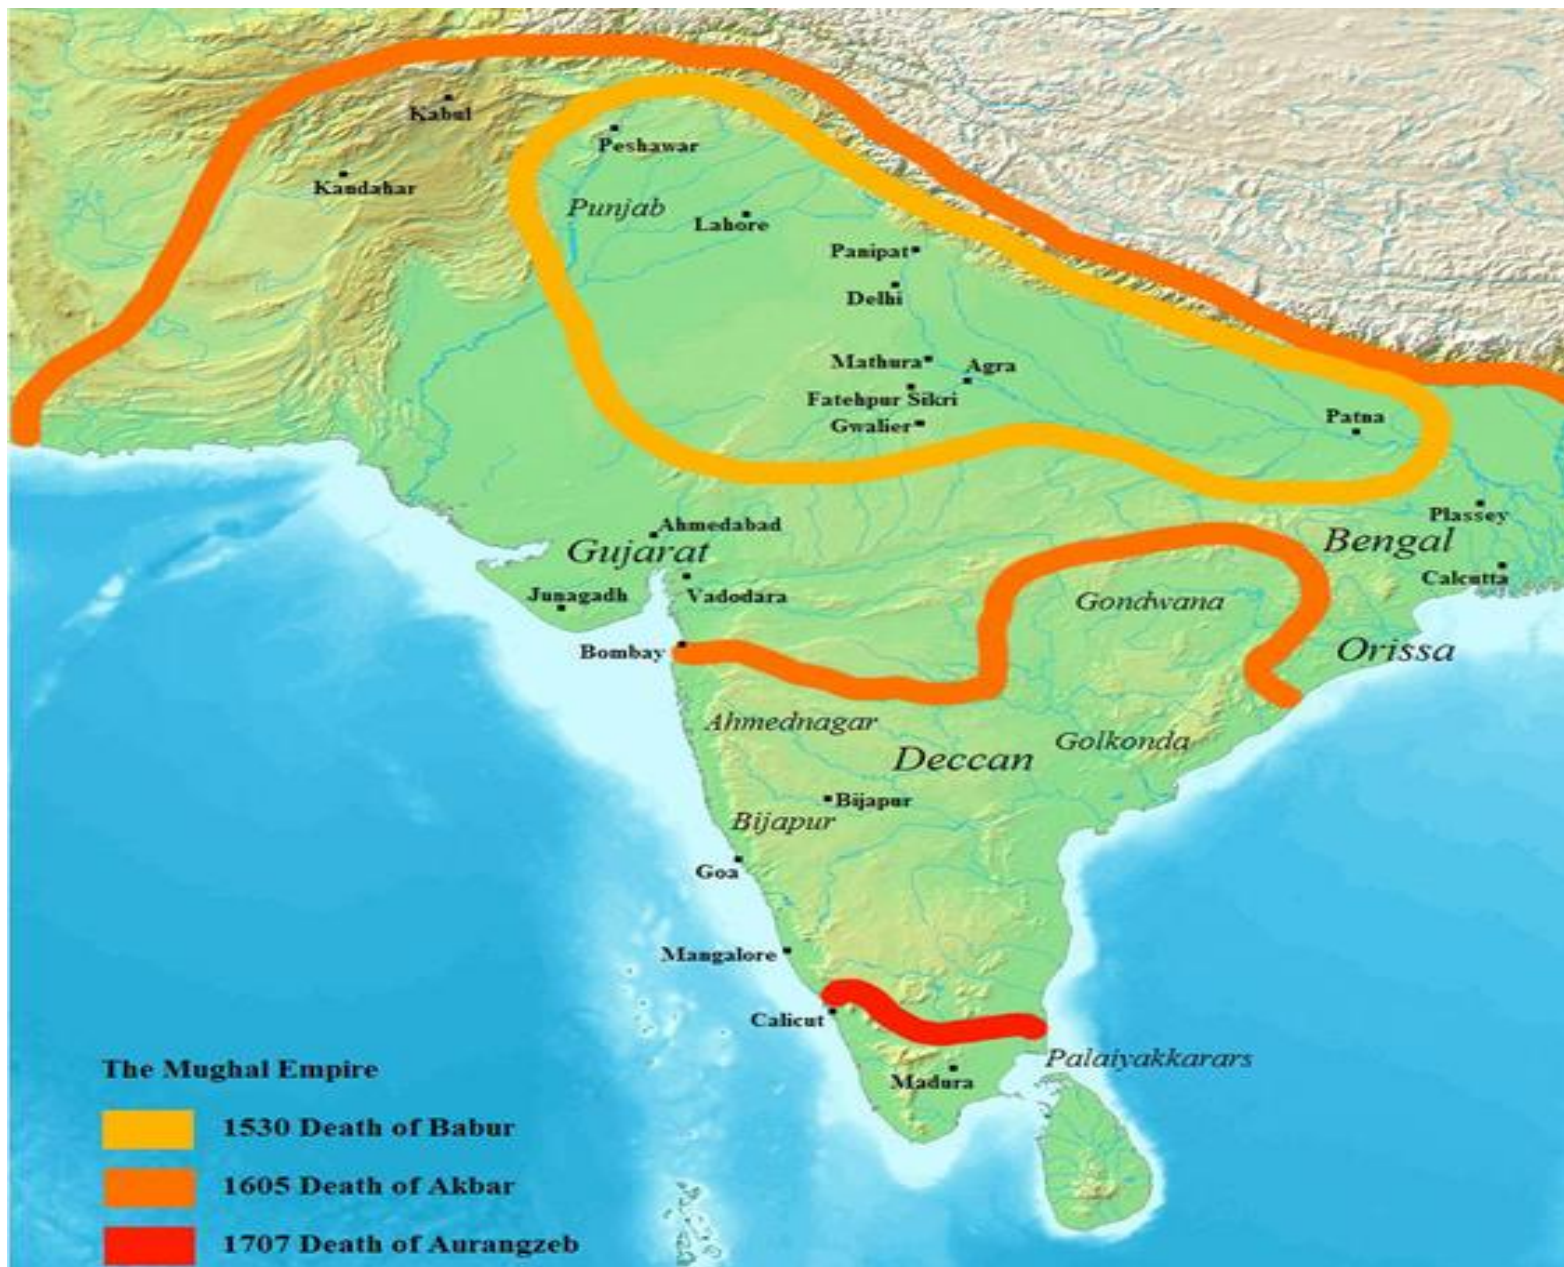 Kabul
Peshawar
Kandahar
Punjab
Lahore
Panipat
Delhi
Mathura
Agra
Fatehpur Sikri
Gwalier
Patna
Plassey
Ahmedabad
Gujarat
Bengal
Calcutta
Junagadh
Vadodara
Gondwana
Bombay
Orissa
Ahmednagar
Golkonda
Deccan
Bijapur
Bijapur
Goa
Mangalore
Calicut
Palaiyakkarars
Madura
The Mughal Empire
1530 Death of Babur
1605 Death of Akbar
1707 Death of Aurangzeb